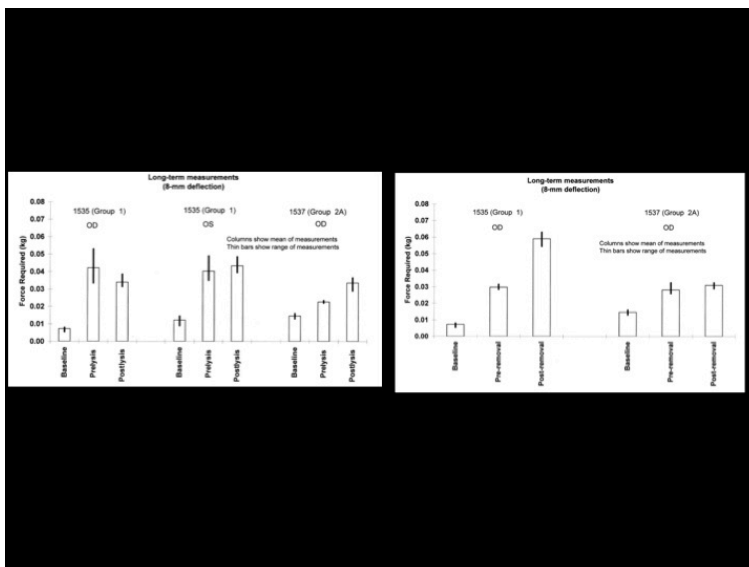 Long-term measurements
(8-mm deflection)
Force Required (kg)
0.08
0.07
0.06
0.05
0.04
0.03
0.02
0.01
0.00
1535 (Group 1)
OD
1535 (Group 1)
OS
1537 (Group 2A)
OD
Columns show mean of measurements
Thin bars show range of measurements
Baseline
Prelysis
Postlysis
Baseline
Prelysis
Postlysis
Baseline
Prelysis
Postlysis
Long-term measurements
(8-mm deflection)
Force Required (kg)
0.08
0.07
0.06
0.05
0.04
0.03
0.02
0.01
0.00
1535 (Group 1)
OD
1537 (Group 2A)
OD
Columns show mean of measurements
Thin bars show range of measurements
Baseline
Pre-removal
Post-removal
Baseline
Pre-removal
Post-removal